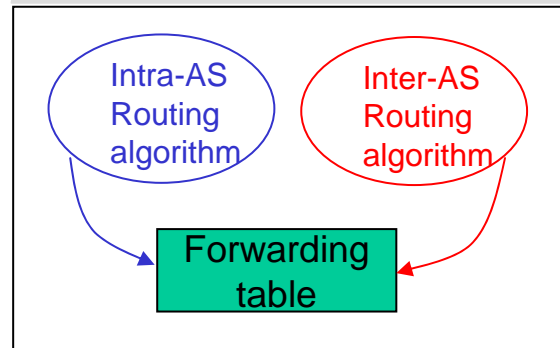 Intra-AS
Routing
algorithm
Inter-AS
Routing
algorithm
Forwarding
table